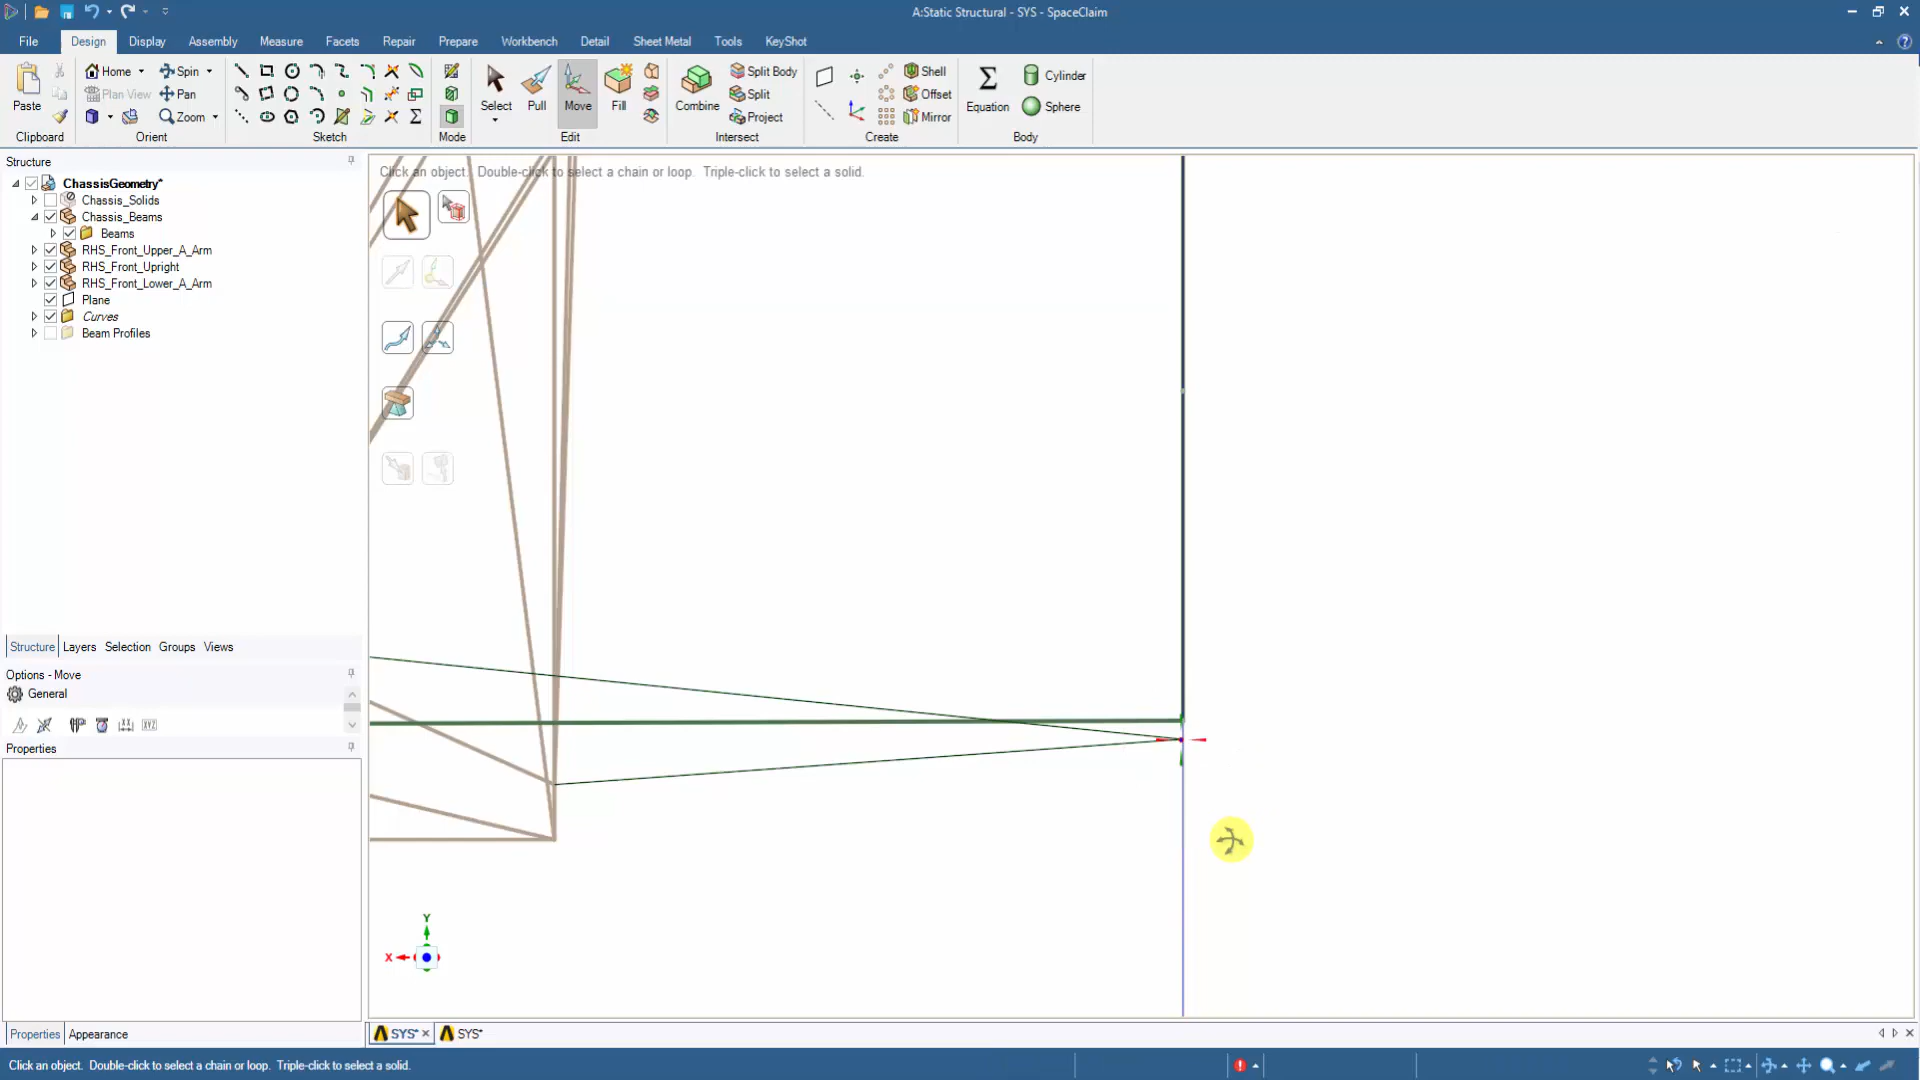 A:Static Structural - SYS - SpaceClaim
File Design Display Assembly Measure Facets Repair Prepare Workbench Detail Sheet Metal Tools KeyShot
Paste
Home Spin
Plan View Pan
Zoom
Select Pull Move Fill
Combine
Split Body
Split
Project
Shell
Offset
Mirror
Equation
Cylinder
Sphere
Clipboard Orient Sketch Mode Edit Intersect Create Body
Structure
ChassisGeometry*
Chassis_Solids
Chassis_Beams
Beams
RHS_Front_Upper_A_Arm
RHS_Front_Upright
RHS_Front_Lower_A_Arm
Plane
Curves
Beam Profiles
Structure Layers Selection Groups Views
Options - Move
General
XYZ
Properties
Properties Appearance
Click an object. Double-click to select a chain or loop. Triple-click to select a solid.
Y
X
SYS* SYS*
Click an object. Double-click to select a chain or loop. Triple-click to select a solid.